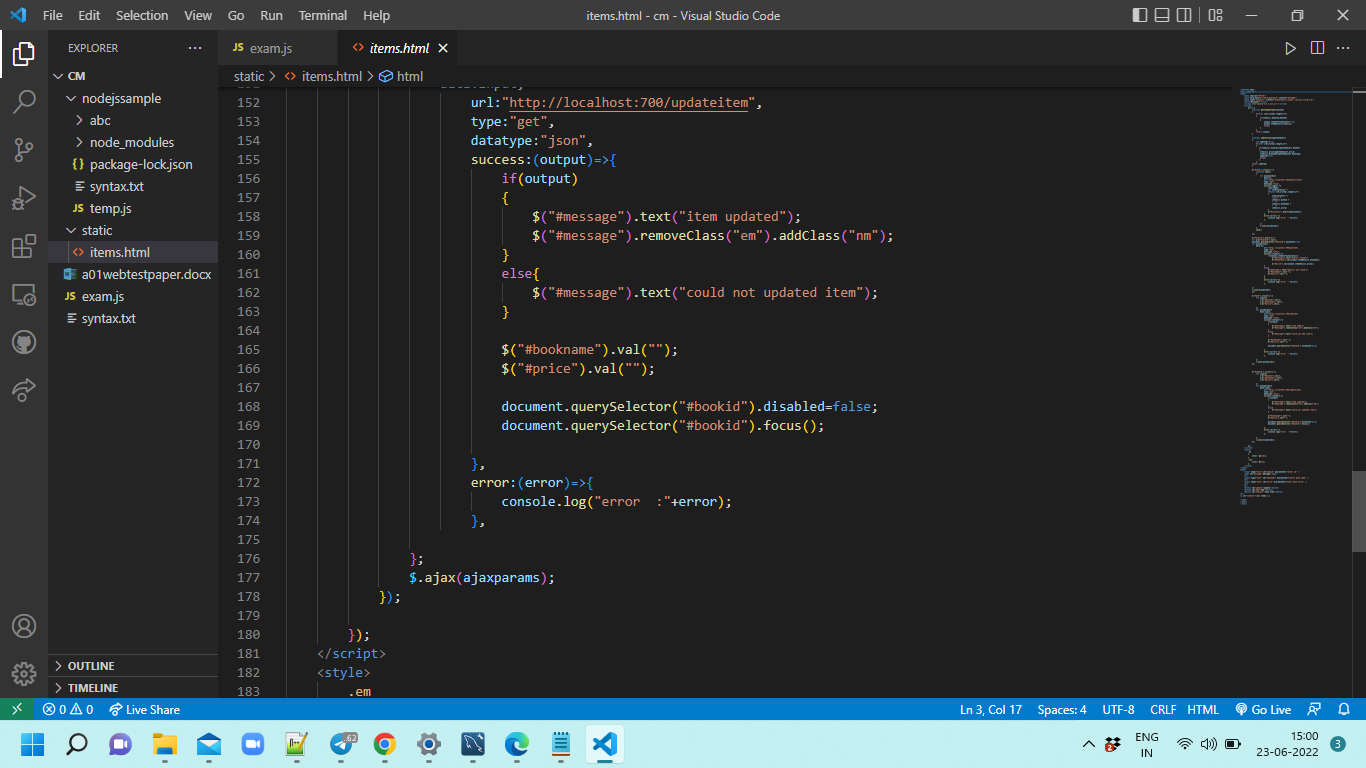 File Edit Selection View Go Run Terminal Help
items.html - cm - Visual Studio Code
EXPLORER
CM
nodejssample
abc
node_modules
{} package-lock.json
syntax.txt
JS temp.js
static
<> items.html
a01webtestpaper.docx
JS exam.js
syntax.txt
OUTLINE
TIMELINE
JS exam.js
<> items.html
static > <> items.html > html
152 url:"http://localhost:700/updateitem",
153 type:"get",
154 datatype:"json",
155 success:(output)=>{
156 if(output)
157 {
158 $("#message").text("item updated");
159 $("#message").removeClass("em").addClass("nm");
160 }
161 else{
162 $("#message").text("could not updated item");
163 }
164
165 $("#bookname").val("");
166 $("#price").val("");
167
168 document.querySelector("#bookid").disabled=false;
169 document.querySelector("#bookid").focus();
170
171 },
172 error:(error)=>{
173 console.log("error  :"+error);
174 },
175
176 };
177 $.ajax(ajaxparams);
178 });
179
180 });
181 </script>
182 <style>
183 .em
0 0 Live Share
Ln 3, Col 17 Spaces: 4 UTF-8 CRLF HTML Go Live
62
2
ENG
IN
15:00
23-06-2022
3